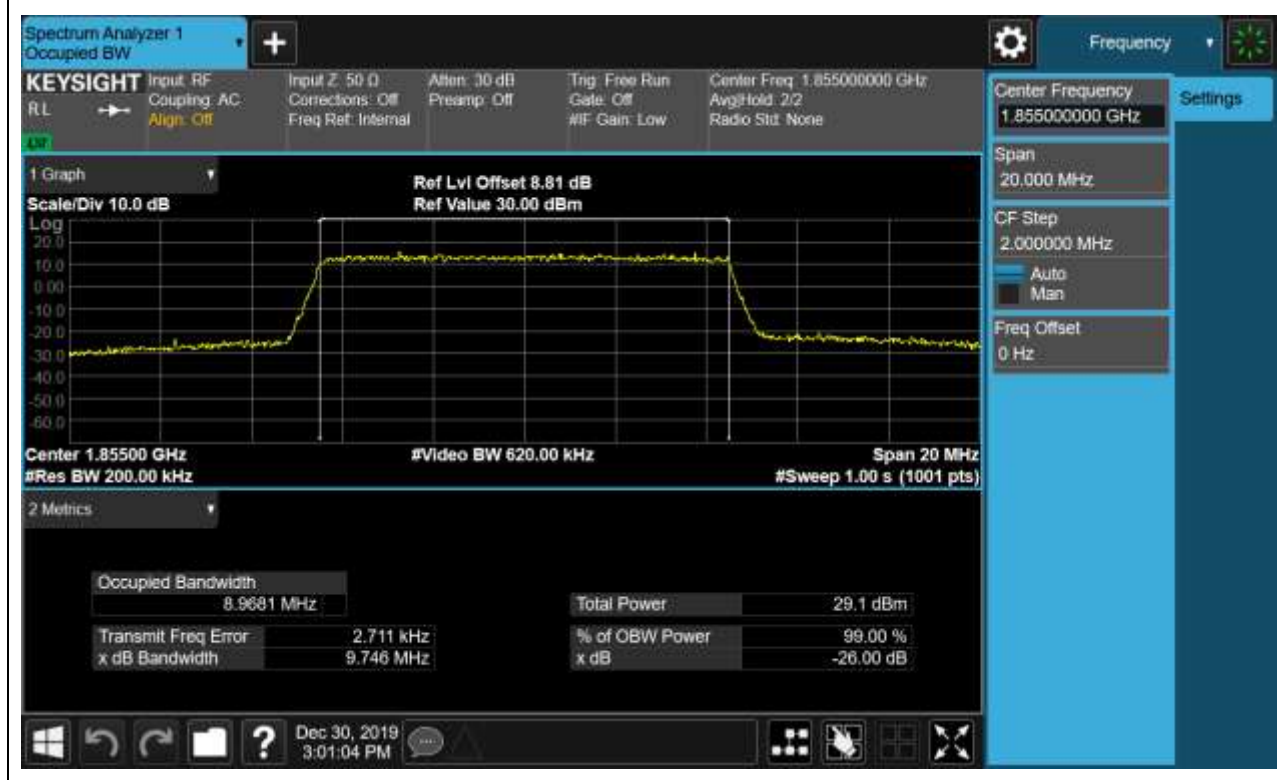 Spectrum Analyzer 1
Occupied BW
Frequency
KEYSIGHT
RL
Input: RF
Coupling: AC
Align: Off
Input Z: 50 Ω
Corrections: Off
Freq Ref: Internal
Atten: 30 dB
Preamp: Off
Trig: Free Run
Gate: Off
#IF Gain: Low
Center Freq: 1.855000000 GHz
Avg|Hold: 2/2
Radio Std: None
Center Frequency
1.855000000 GHz
Settings
Span
20.000 MHz
CF Step
2.000000 MHz
Auto
Man
Freq Offset
0 Hz
1 Graph
Scale/Div 10.0 dB
Ref Lvl Offset 8.81 dB
Ref Value 30.00 dBm
Log
20.0
10.0
0.00
-10.0
-20.0
-30.0
-40.0
-50.0
-60.0
Center 1.85500 GHz
#Video BW 620.00 kHz
Span 20 MHz
#Res BW 200.00 kHz
#Sweep 1.00 s (1001 pts)
2 Metrics
Occupied Bandwidth
8.9681 MHz
Total Power 29.1 dBm
Transmit Freq Error 2.711 kHz
% of OBW Power 99.00 %
x dB Bandwidth 9.746 MHz
x dB -26.00 dB
?
Dec 30, 2019
3:01:04 PM